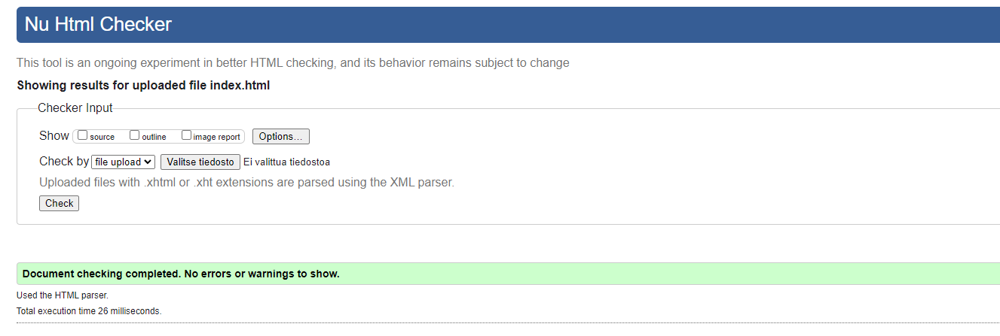 Nu Html Checker
This tool is an ongoing experiment in better HTML checking, and its behavior remains subject to change
Showing results for uploaded file index.html
Checker Input
Show source outline image report Options...
Check by file upload Valitse tiedosto Ei valittua tiedostoa
Uploaded files with .xhtml or .xht extensions are parsed using the XML parser.
Check
Document checking completed. No errors or warnings to show.
Used the HTML parser.
Total execution time 26 milliseconds.